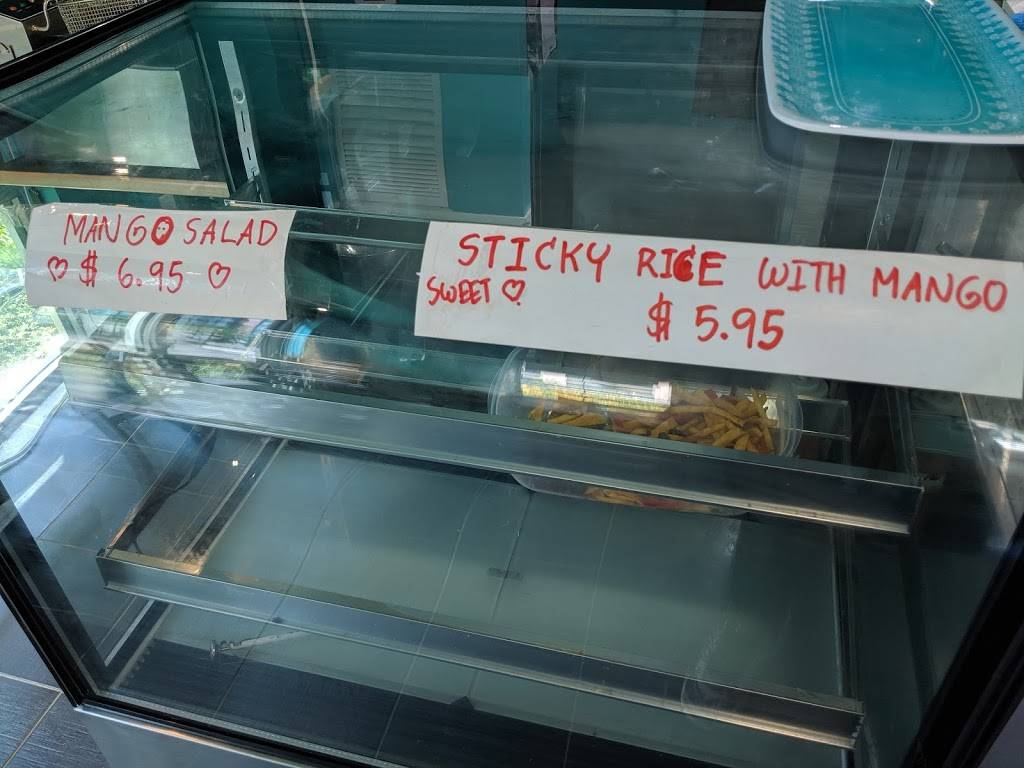 MANGO SALAD
♡ $ 6.95 ♡
STICKY RICE WITH MANGO
SWEET ♡
$ 5.95